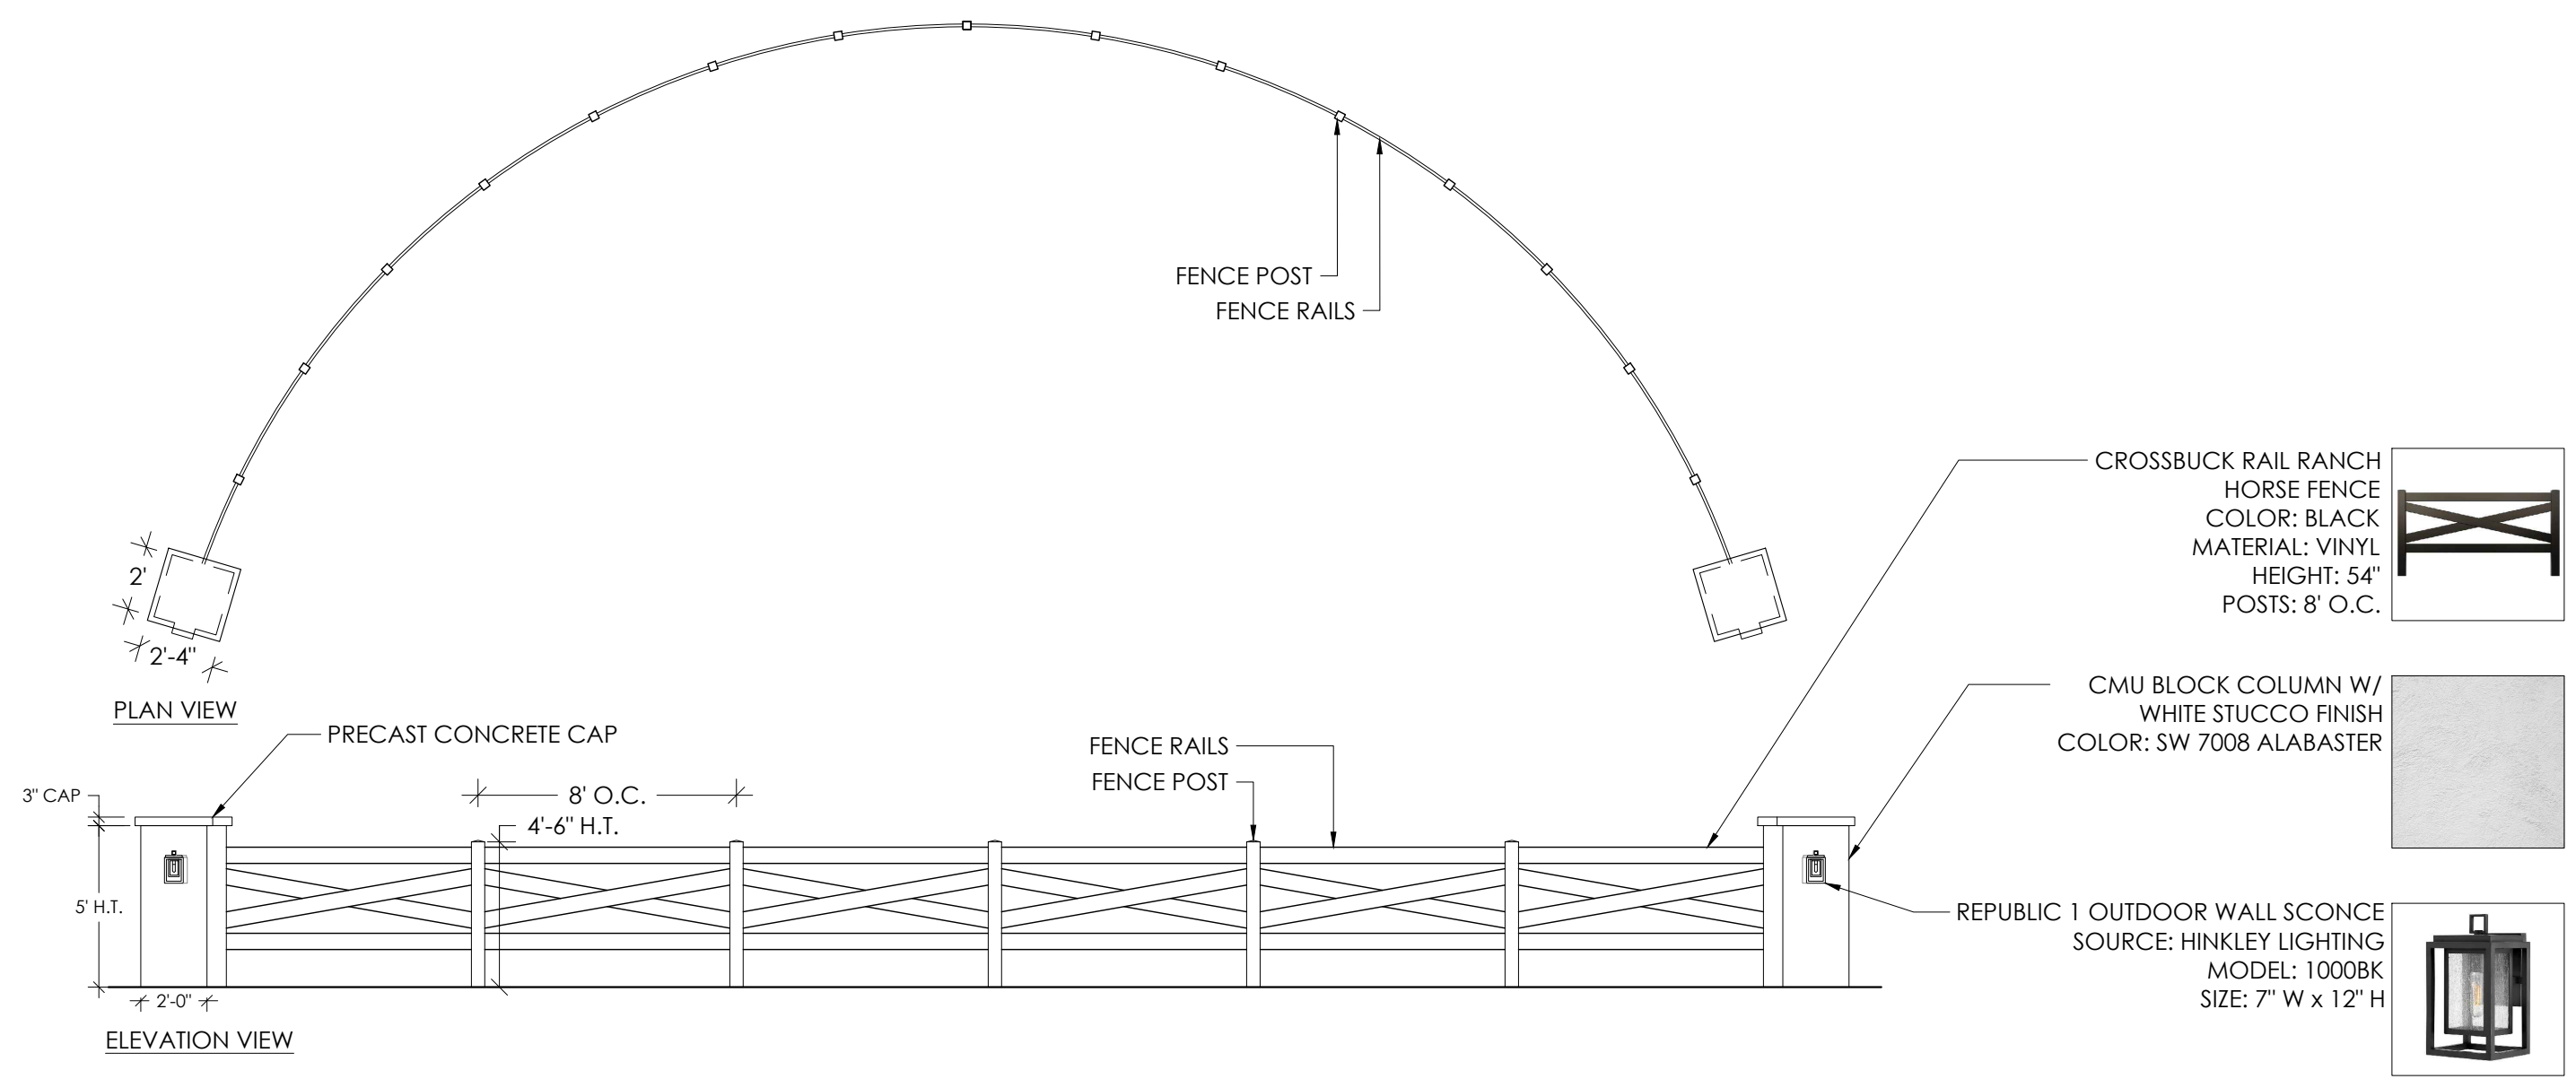 FENCE POST
FENCE RAILS
2'
2'-4"
PLAN VIEW
CROSSBUCK RAIL RANCH
HORSE FENCE
COLOR: BLACK
MATERIAL: VINYL
HEIGHT: 54"
POSTS: 8' O.C.
CMU BLOCK COLUMN W/
WHITE STUCCO FINISH
COLOR: SW 7008 ALABASTER
PRECAST CONCRETE CAP
FENCE RAILS
FENCE POST
3" CAP
8' O.C.
4'-6" H.T.
5' H.T.
2'-0"
REPUBLIC 1 OUTDOOR WALL SCONCE
SOURCE: HINKLEY LIGHTING
MODEL: 1000BK
SIZE: 7" W x 12" H
ELEVATION VIEW